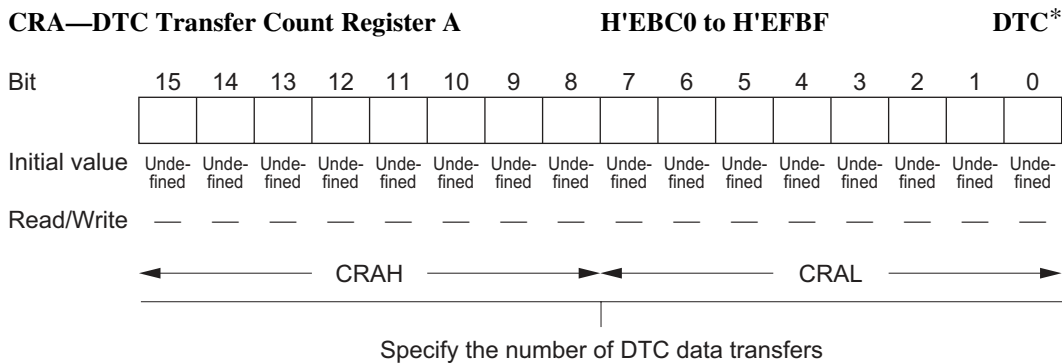 CRA—DTC Transfer Count Register A H'EBC0 to H'EFBF DTC*
Bit 15 14 13 12 11 10 9 8 7 6 5 4 3 2 1 0
Initial value Unde- Unde- Unde- Unde- Unde- Unde- Unde- Unde- Unde- Unde- Unde- Unde- Unde- Unde- Unde- Unde-
fined fined fined fined fined fined fined fined fined fined fined fined fined fined fined fined
Read/Write — — — — — — — — — — — — — — — —
CRAH CRAL
Specify the number of DTC data transfers